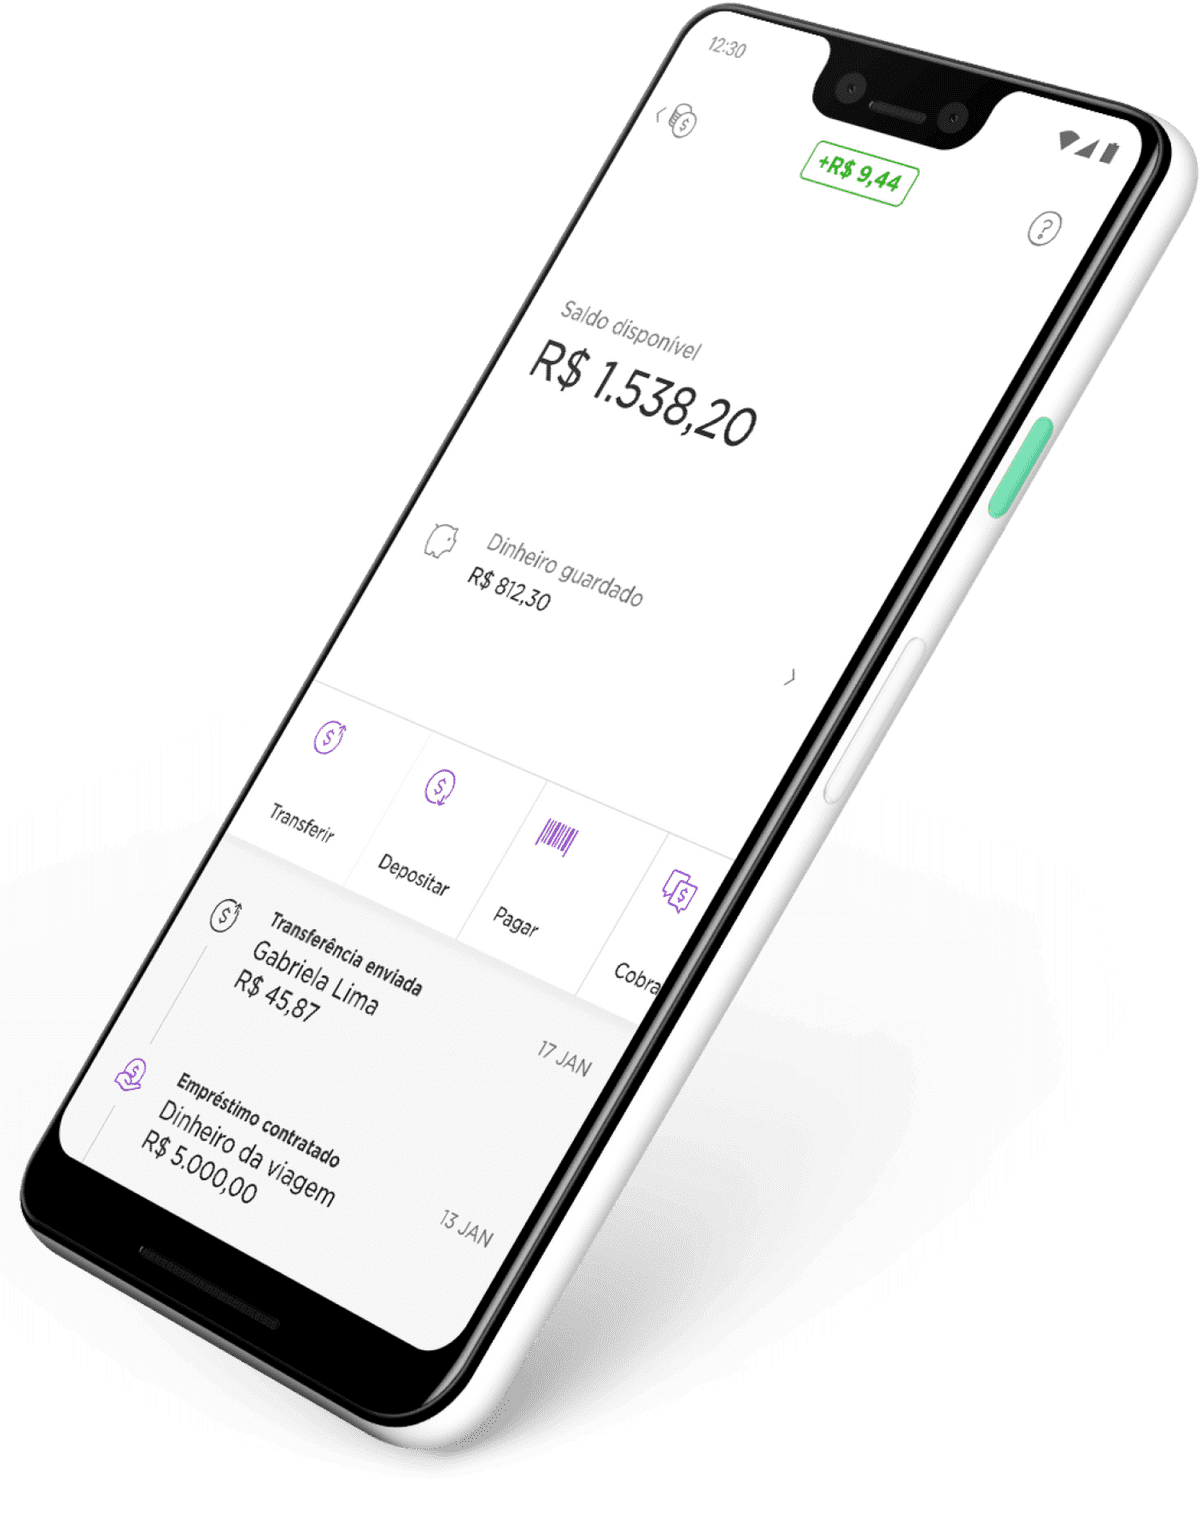 12:30
+R$ 9,44
Saldo disponível
R$ 1.538,20
Dinheiro guardado
R$ 812,30
Transferir
Depositar
Pagar
Cobra
Transferência enviada
Gabriela Lima
R$ 45,87
17 JAN
Empréstimo contratado
Dinheiro da viagem
R$ 5.000,00
13 JAN